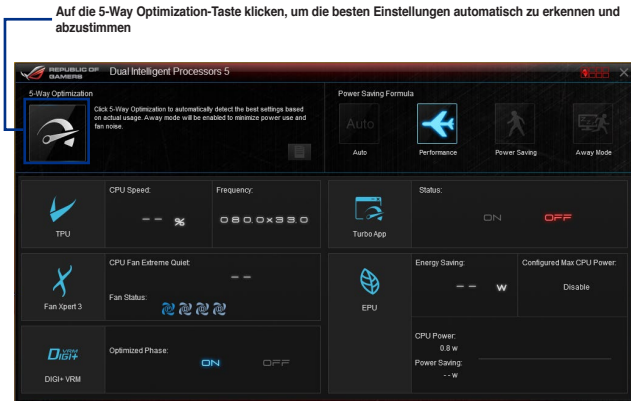 Auf die 5-Way Optimization-Taste klicken, um die besten Einstellungen automatisch zu erkennen und
abzustimmen
REPUBLIC OF
GAMERS
Dual Intelligent Processors 5
5-Way Optimization
Click 5-Way Optimization to automatically detect the best settings based
on actual usage. Away mode will be enabled to minimize power use and
fan noise.
Power Saving Formula
Auto
Auto
Performance
Power Saving
Away Mode
TPU
CPU Speed:
-- %
Frequency:
080.0x33.0
Turbo App
Status:
ON OFF
Fan Xpert 3
CPU Fan Extreme Quiet:
--
Fan Status:
EPU
Energy Saving:
-- W
Configured Max CPU Power:
Disable
CPU Power:
0.8 w
Power Saving:
-- w
DIGI+ VRM
DIGI+ VRM
Optimized Phase:
ON OFF